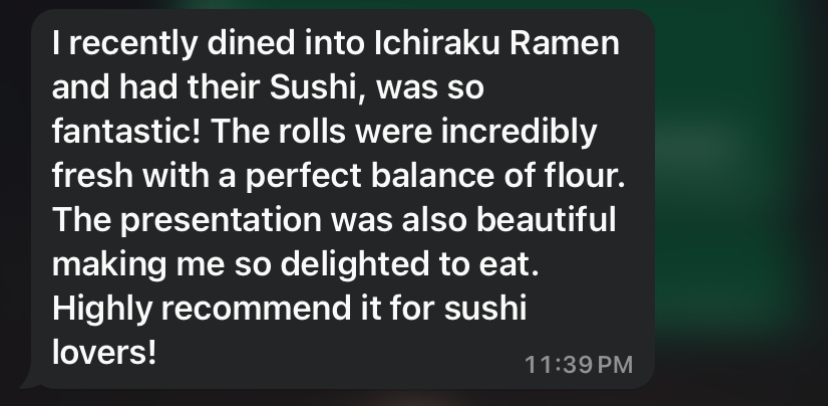 I recently dined into Ichiraku Ramen
and had their Sushi, was so
fantastic! The rolls were incredibly
fresh with a perfect balance of flour.
The presentation was also beautiful
making me so delighted to eat.
Highly recommend it for sushi
lovers!
11:39 PM